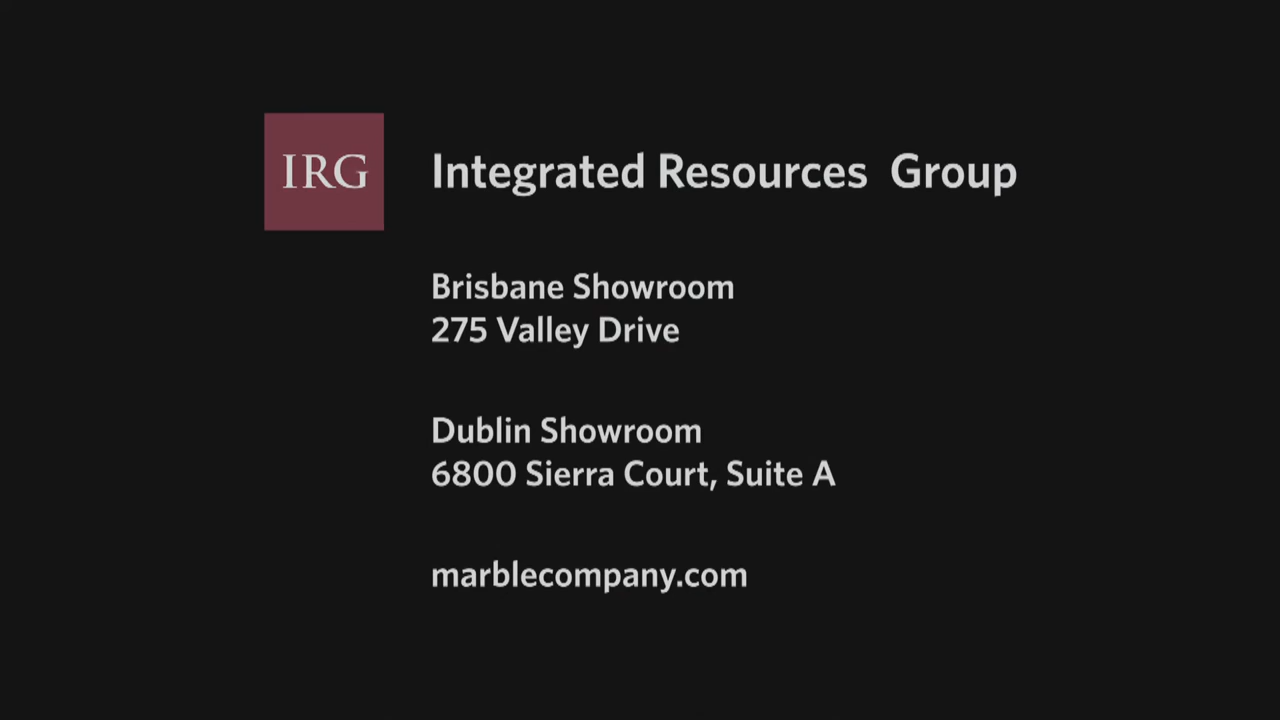 IRG
Integrated Resources Group
Brisbane Showroom
275 Valley Drive
Dublin Showroom
6800 Sierra Court, Suite A
marblecompany.com